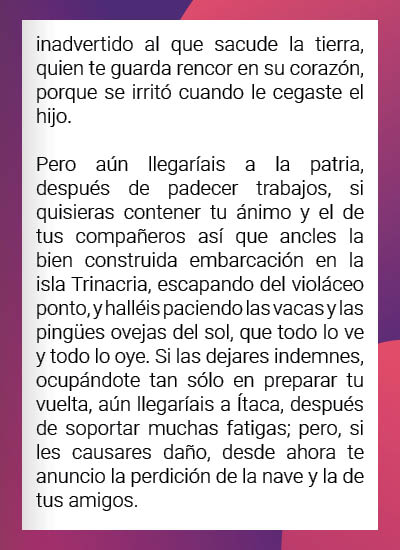 inadvertido al que sacude la tierra,
quien te guarda rencor en su corazón,
porque se irritó cuando le cegaste el
hijo.
Pero aún llegaríais a la patria,
después de padecer trabajos, si
quisieras contener tu ánimo y el de
tus compañeros así que ancles la
bien construida embarcación en la
isla Trinacria, escapando del violáceo
ponto, y halléis paciendo las vacas y las
pingües ovejas del sol, que todo lo ve
y todo lo oye. Si las dejares indemnes,
ocupándote tan sólo en preparar tu
vuelta, aún llegaríais a Ítaca, después
de soportar muchas fatigas; pero, si
les causares daño, desde ahora te
anuncio la perdición de la nave y la de
tus amigos.